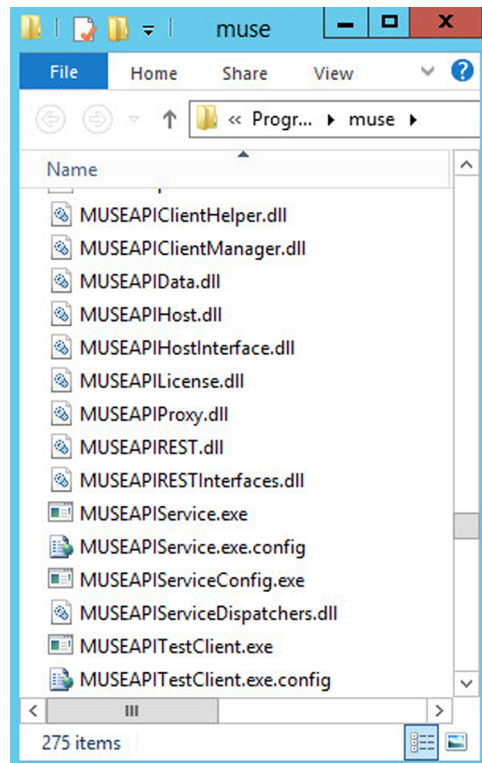 muse
File Home Share View
« Progr... muse
Name
MUSEAPIClientHelper.dll
MUSEAPIClientManager.dll
MUSEAPIData.dll
MUSEAPIHost.dll
MUSEAPIHostInterface.dll
MUSEAPILicense.dll
MUSEAPIProxy.dll
MUSEAPIREST.dll
MUSEAPIRESTInterfaces.dll
MUSEAPIService.exe
MUSEAPIService.exe.config
MUSEAPIServiceConfig.exe
MUSEAPIServiceDispatchers.dll
MUSEAPITestClient.exe
MUSEAPITestClient.exe.config
275 items